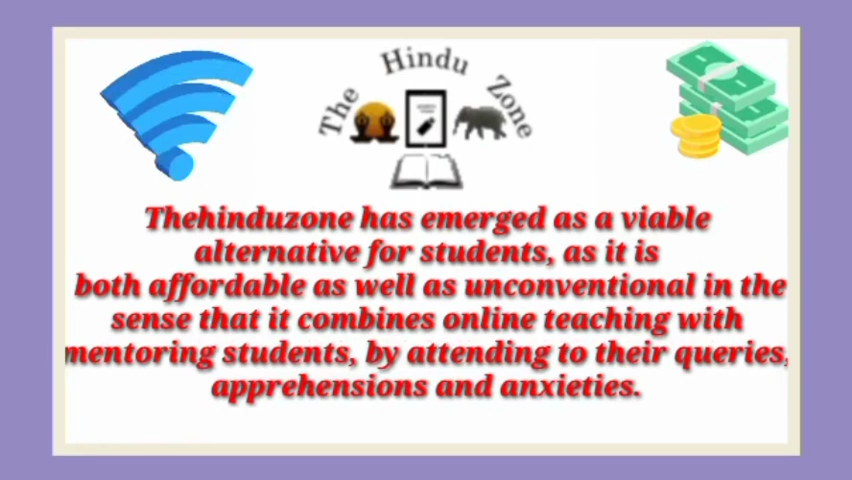 The Hindu Zone
Thehinduzone has emerged as a viable
alternative for students, as it is
both affordable as well as unconventional in the
sense that it combines online teaching with
mentoring students, by attending to their queries,
apprehensions and anxieties.